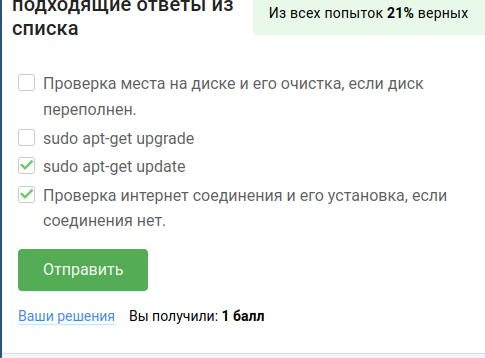 подходящие ответы из
списка
Из всех попыток 21% верных
Проверка места на диске и его очистка, если диск
переполнен.
sudo apt-get upgrade
sudo apt-get update
Проверка интернет соединения и его установка, если
соединения нет.
Отправить
Ваши решения Вы получили: 1 балл